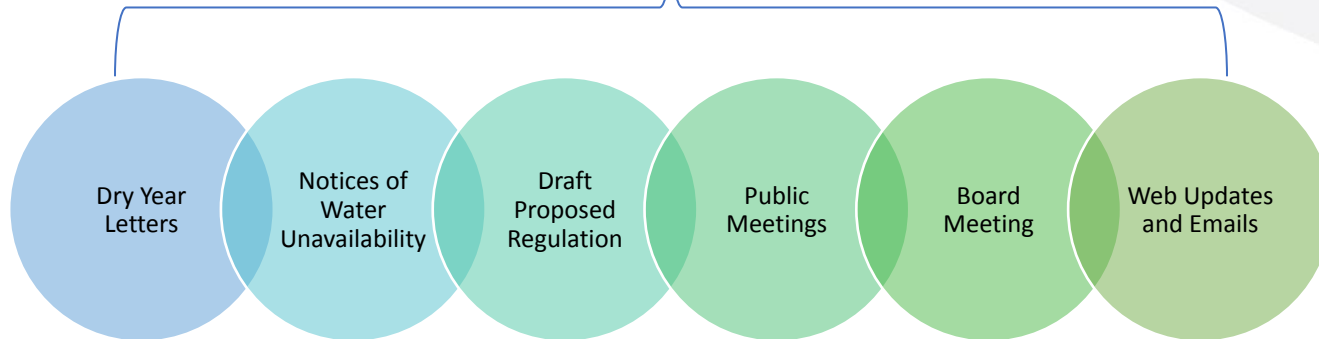 Dry Year
Letters
Notices of
Water
Unavailability
Draft
Proposed
Regulation
Public
Meetings
Board
Meeting
Web Updates
and Emails